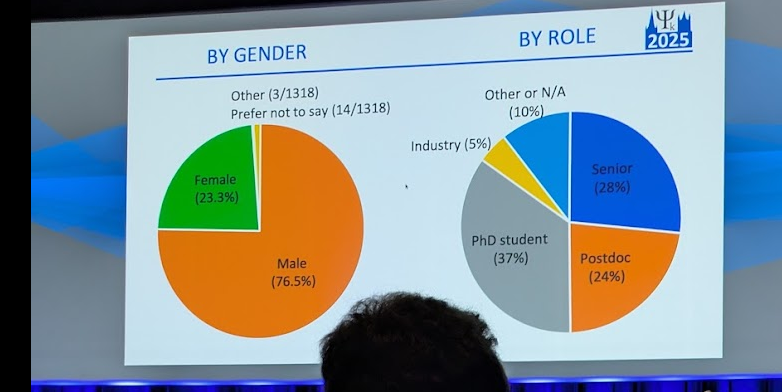 BY GENDER
BY ROLE
Ψk
2025
Other (3/1318)
Prefer not to say (14/1318)
Female
(23.3%)
Male
(76.5%)
Other or N/A
(10%)
Industry (5%)
Senior
(28%)
PhD student
(37%)
Postdoc
(24%)